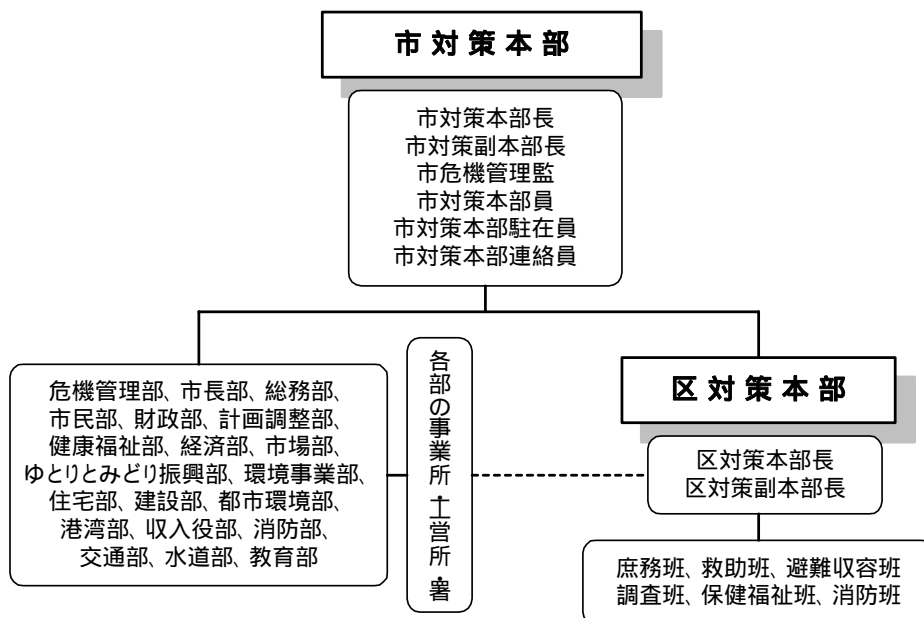 市対策本部
市対策本部長
市対策副本部長
市危機管理監
市対策本部員
市対策本部駐在員
市対策本部連絡員
危機管理部、市長部、総務部、
市民部、財政部、計画調整部、
健康福祉部、経済部、市場部、
ゆとりとみどり振興部、環境事業部、
住宅部、建設部、都市環境部、
港湾部、収入役部、消防部、
交通部、水道部、教育部
各部の事業所・工営所・署
区対策本部
区対策本部長
区対策副本部長
庶務班、救助班、避難収容班
調査班、保健福祉班、消防班